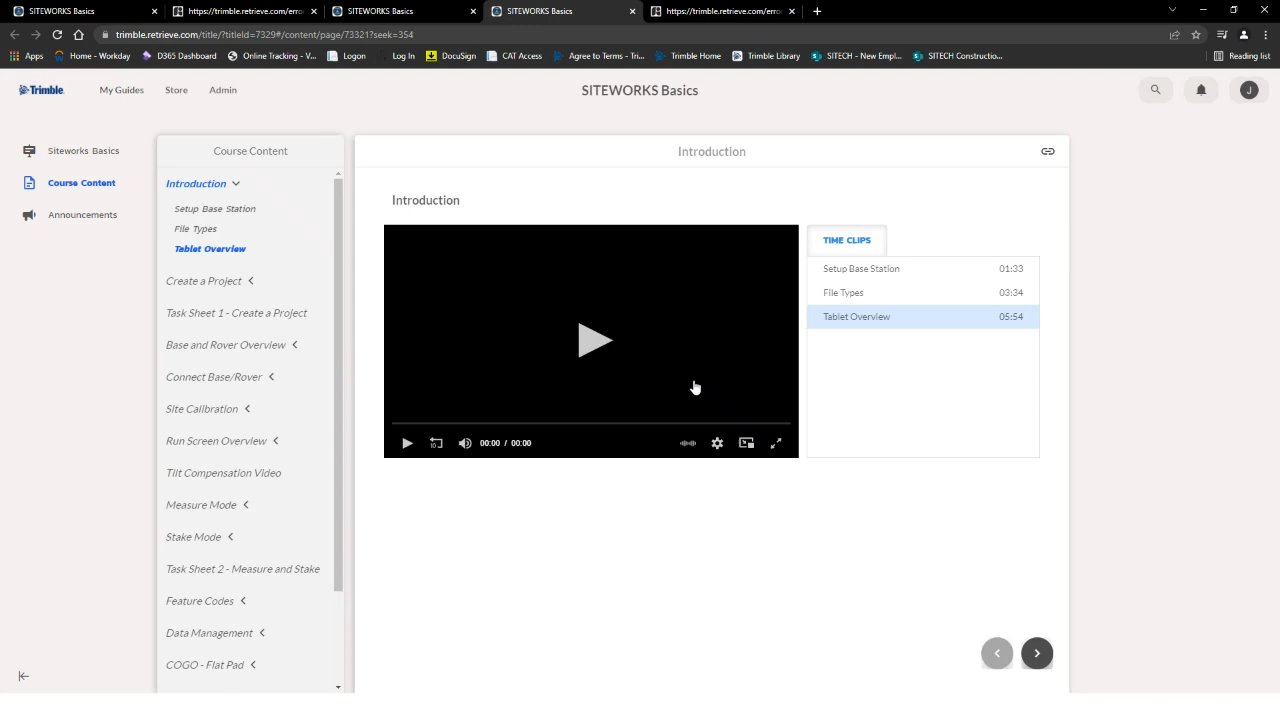 SITEWORKS Basics
https://trimble.retrieve.com/erro
SITEWORKS Basics
SITEWORKS Basics
https://trimble.retrieve.com/erro
trimble.retrieve.com/title/?titleId=7329#/content/page/73321?seek=354
Apps
Home - Workday
D365 Dashboard
Online Tracking - V...
Logon
Log In
DocuSign
CAT Access
Agree to Terms - Tri...
Trimble Home
Trimble Library
SITECH - New Empl...
SITECH Constructio...
Reading list
Trimble
My Guides
Store
Admin
SITEWORKS Basics
J
Siteworks Basics
Course Content
Announcements
Course Content
Introduction
Setup Base Station
File Types
Tablet Overview
Create a Project
Task Sheet 1 - Create a Project
Base and Rover Overview
Connect Base/Rover
Site Calibration
Run Screen Overview
Tilt Compensation Video
Measure Mode
Stake Mode
Task Sheet 2 - Measure and Stake
Feature Codes
Data Management
COGO - Flat Pad
Introduction
Introduction
10
00:00 / 00:00
TIME CLIPS
Setup Base Station 01:33
File Types 03:34
Tablet Overview 05:54